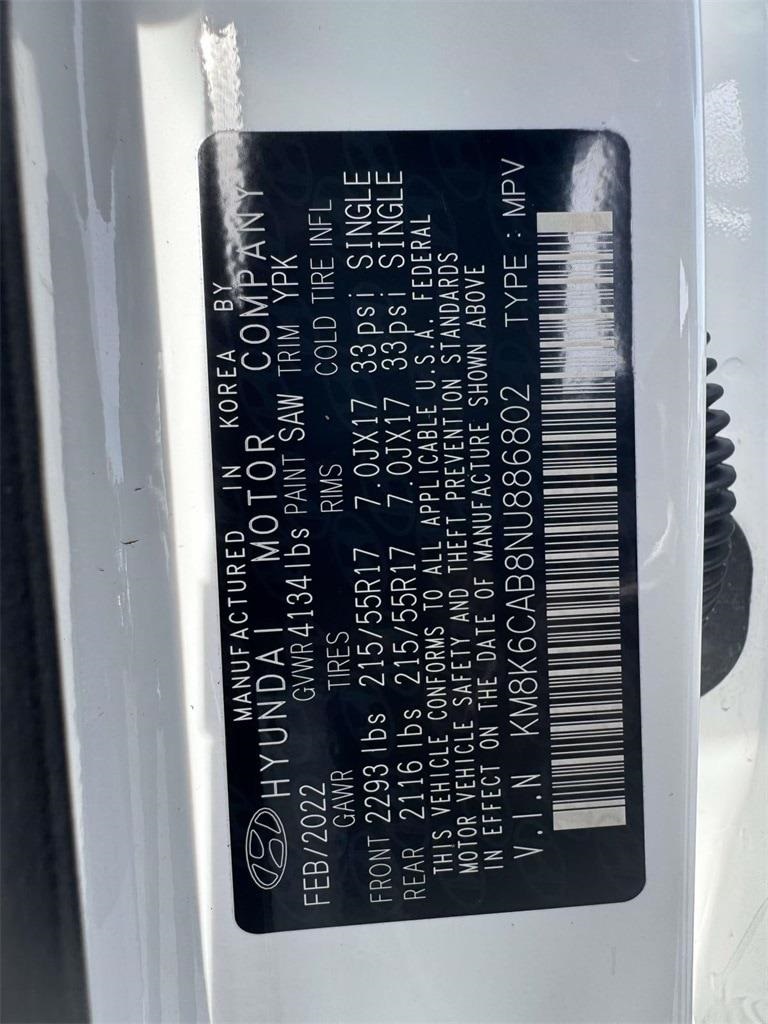 MANUFACTURED IN KOREA BY
HYUNDAI MOTOR COMPANY
FEB/2022 GVWR 4134 lbs PAINT SAW TRIM YPK
GAWR TIRES RIMS COLD TIRE INFL
FRONT 2293 lbs 215/55R17 7.0JX17 33psi SINGLE
REAR 2116 lbs 215/55R17 7.0JX17 33psi SINGLE
THIS VEHICLE CONFORMS TO ALL APPLICABLE U.S.A. FEDERAL
MOTOR VEHICLE SAFETY AND THEFT PREVENTION STANDARDS
IN EFFECT ON THE DATE OF MANUFACTURE SHOWN ABOVE
V.I.N KM8K6CAB8NU886802 TYPE : MPV